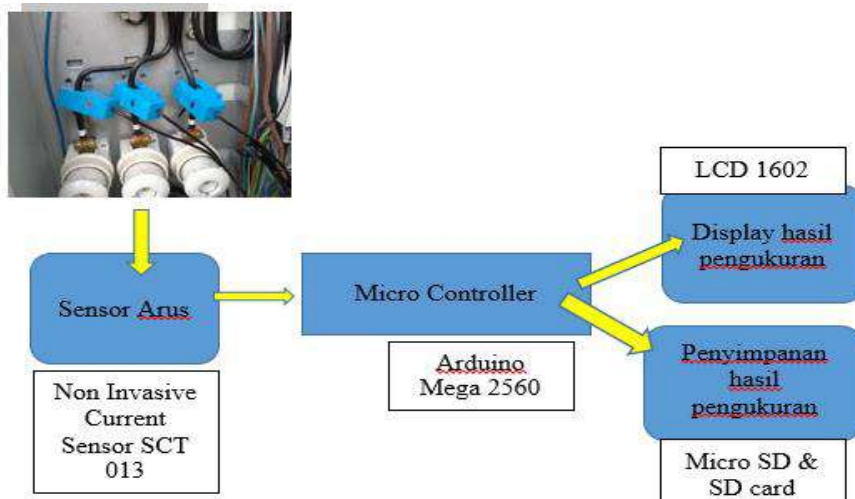 Sensor Arus
Non Invasive
Current
Sensor SCT
013
Micro Controller
Arduino
Mega 2560
LCD 1602
Display hasil
pengukuran
Penyimpanan
hasil
pengukuran
Micro SD &
SD card